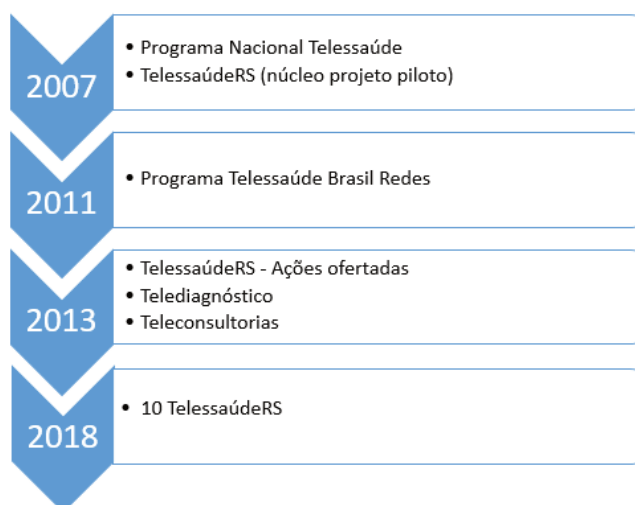 2007
• Programa Nacional Telessaúde
• TelessaúdeRS (núcleo projeto piloto)
2011
• Programa Telessaúde Brasil Redes
2013
• TelessaúdeRS - Ações ofertadas
• Telediagnóstico
• Teleconsultorias
2018
• 10 TelessaúdeRS